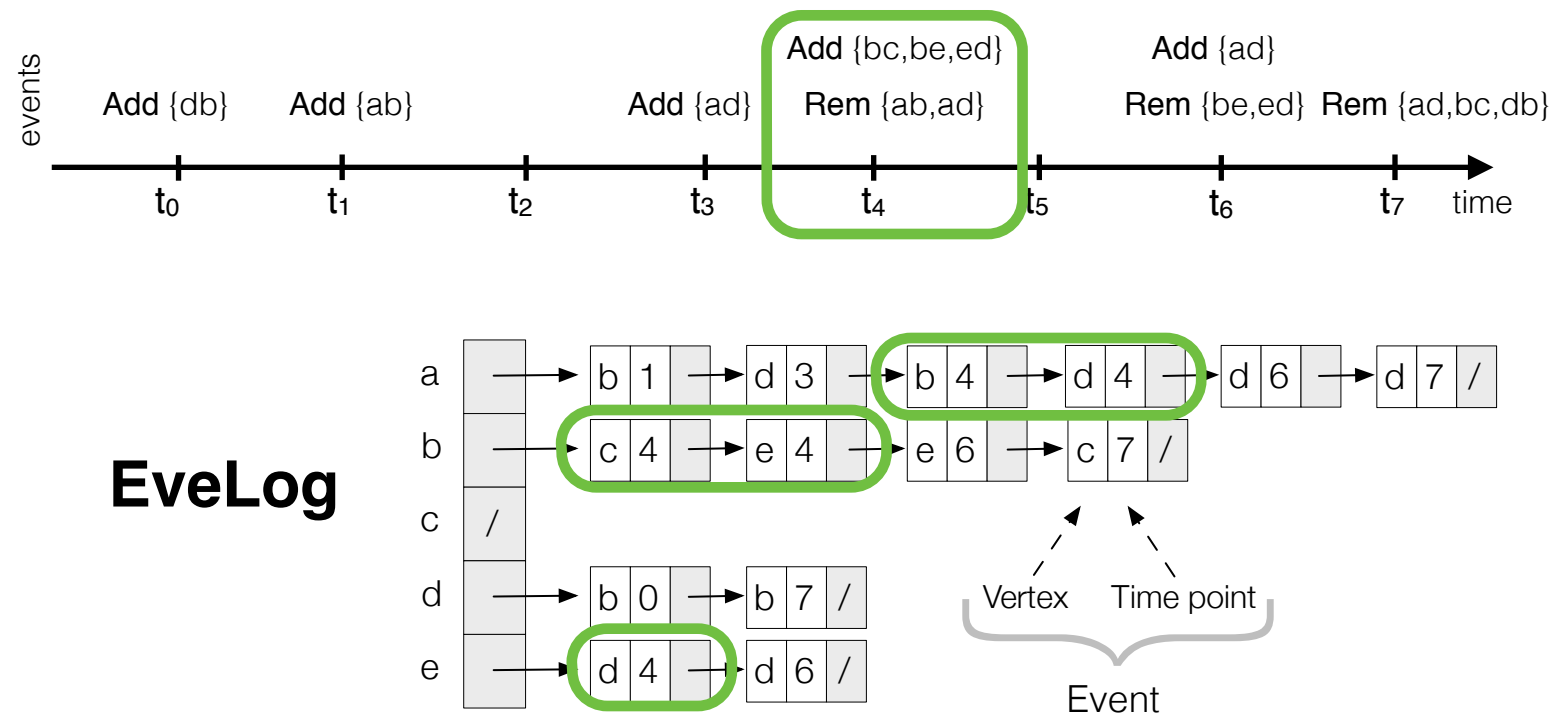 events
Add {bc,be,ed} Add {ad}
Add {db} Add {ab} Add {ad} Rem {ab,ad} Rem {be,ed} Rem {ad,bc,db}
t0 t1 t2 t3 t4 t5 t6 t7 time
EveLog
a b 1 d 3 b 4 d 4 d 6 d 7 /
b c 4 e 4 e 6 c 7 /
c /
d b 0 b 7 /
e d 4 d 6 /
Vertex Time point
Event